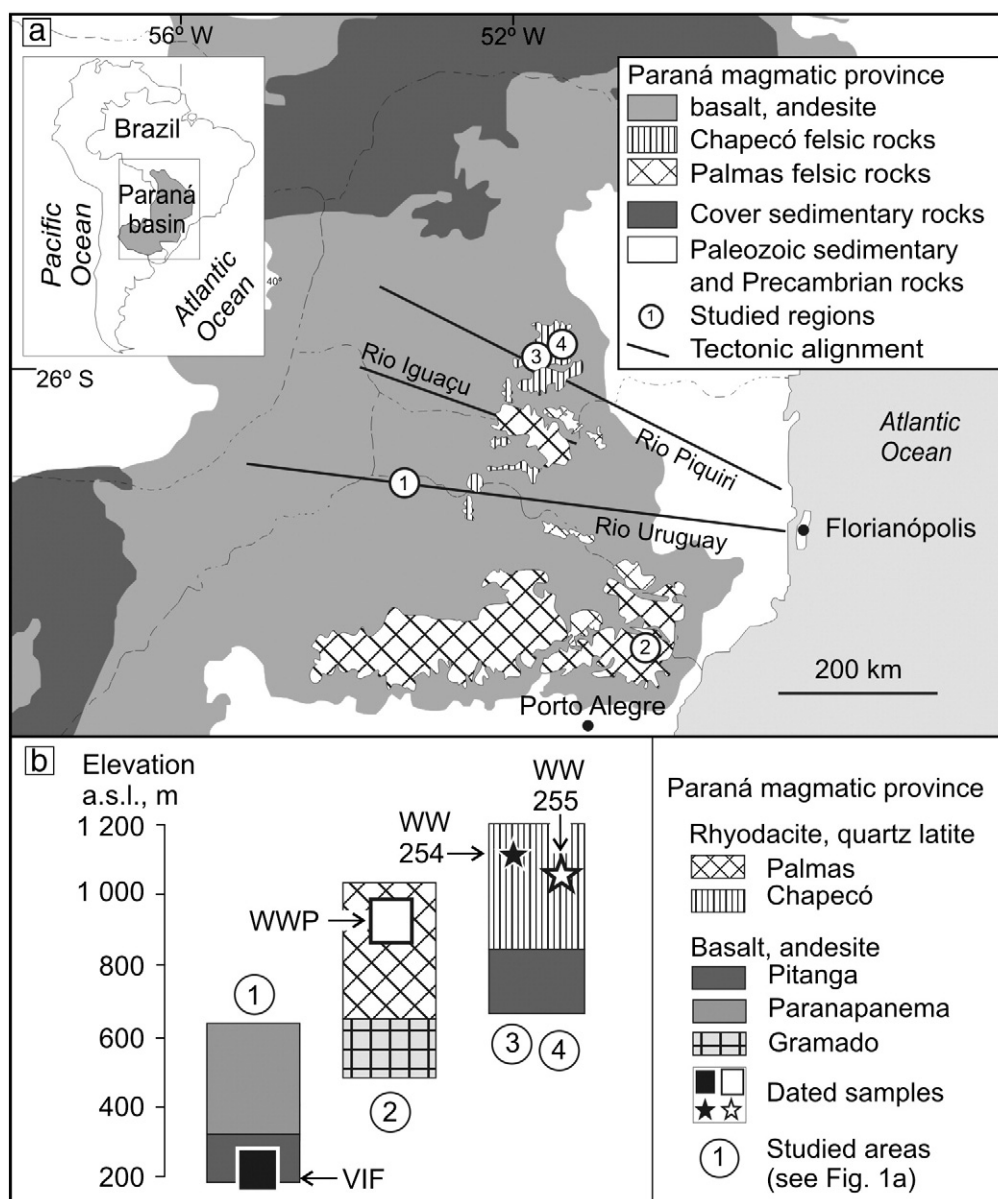 a
56º W
52º W
Brazil
Paraná
basin
Pacific
Ocean
Atlantic
Ocean
40°
26º S
Paraná magmatic province
basalt, andesite
Chapecó felsic rocks
Palmas felsic rocks
Cover sedimentary rocks
Paleozoic sedimentary
and Precambrian rocks
1 Studied regions
Tectonic alignment
3
4
Rio Iguaçu
Rio Piquiri
Atlantic
Ocean
1
Rio Uruguay
Florianópolis
2
200 km
Porto Alegre
b
Elevation
a.s.l., m
1 200
1 000
800
600
400
200
1
VIF
WWP
2
WW
254
WW
255
3
4
Paraná magmatic province
Rhyodacite, quartz latite
Palmas
Chapecó
Basalt, andesite
Pitanga
Paranapanema
Gramado
Dated samples
1 Studied areas
(see Fig. 1a)